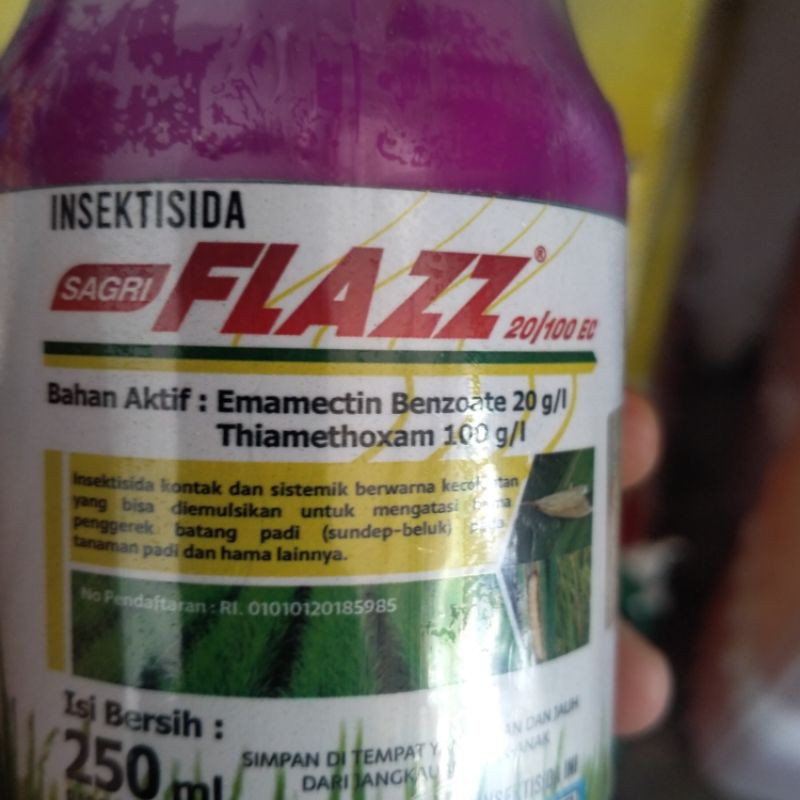 INSEKTISIDA
SAGRI FLAZZ® 20/100 EC
Bahan Aktif : Emamectin Benzoate 20 g/l
Thiamethoxam 100 g/l
Insektisida kontak dan sistemik berwarna
yang bisa diemulsikan untuk mengatasi
penggerek batang padi (sundep-beluk)
tanaman padi dan hama lainnya.
No Pendaftaran : RI. 01010120185985
Isi Bersih :
250 ml
SIMPAN DI TEMPAT DAN JAUH
DARI
INSEKTISIDA INI